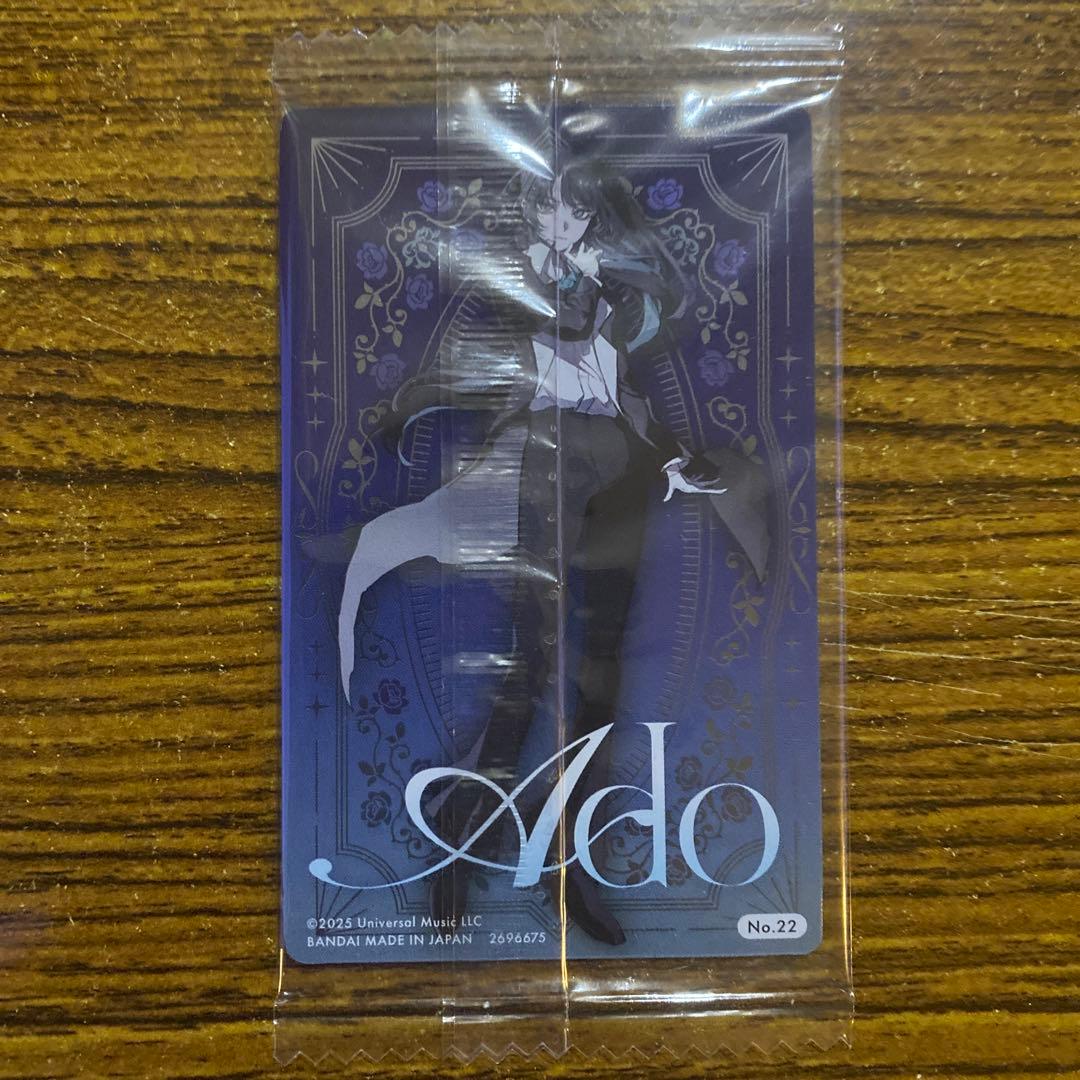 Ado
©2025 Universal Music LLC
BANDAI MADE IN JAPAN 2696675
No.22